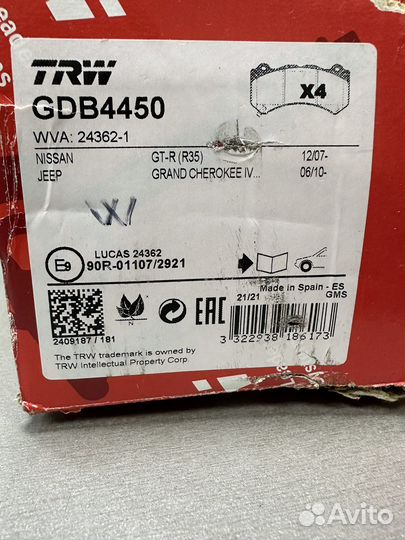 TRW
X4
GDB4450
WVA: 24362-1
NISSAN GT-R (R35) 12/07-
JEEP GRAND CHEROKEE IV... 06/10-
W
E9
LUCAS 24362
90R-01107/2921
Made in Spain - ES
21/21 GMS
N
EAC
2409187 / 181
3 322938 186173
The TRW trademark is owned by
TRW Intellectual Property Corp.
Avito